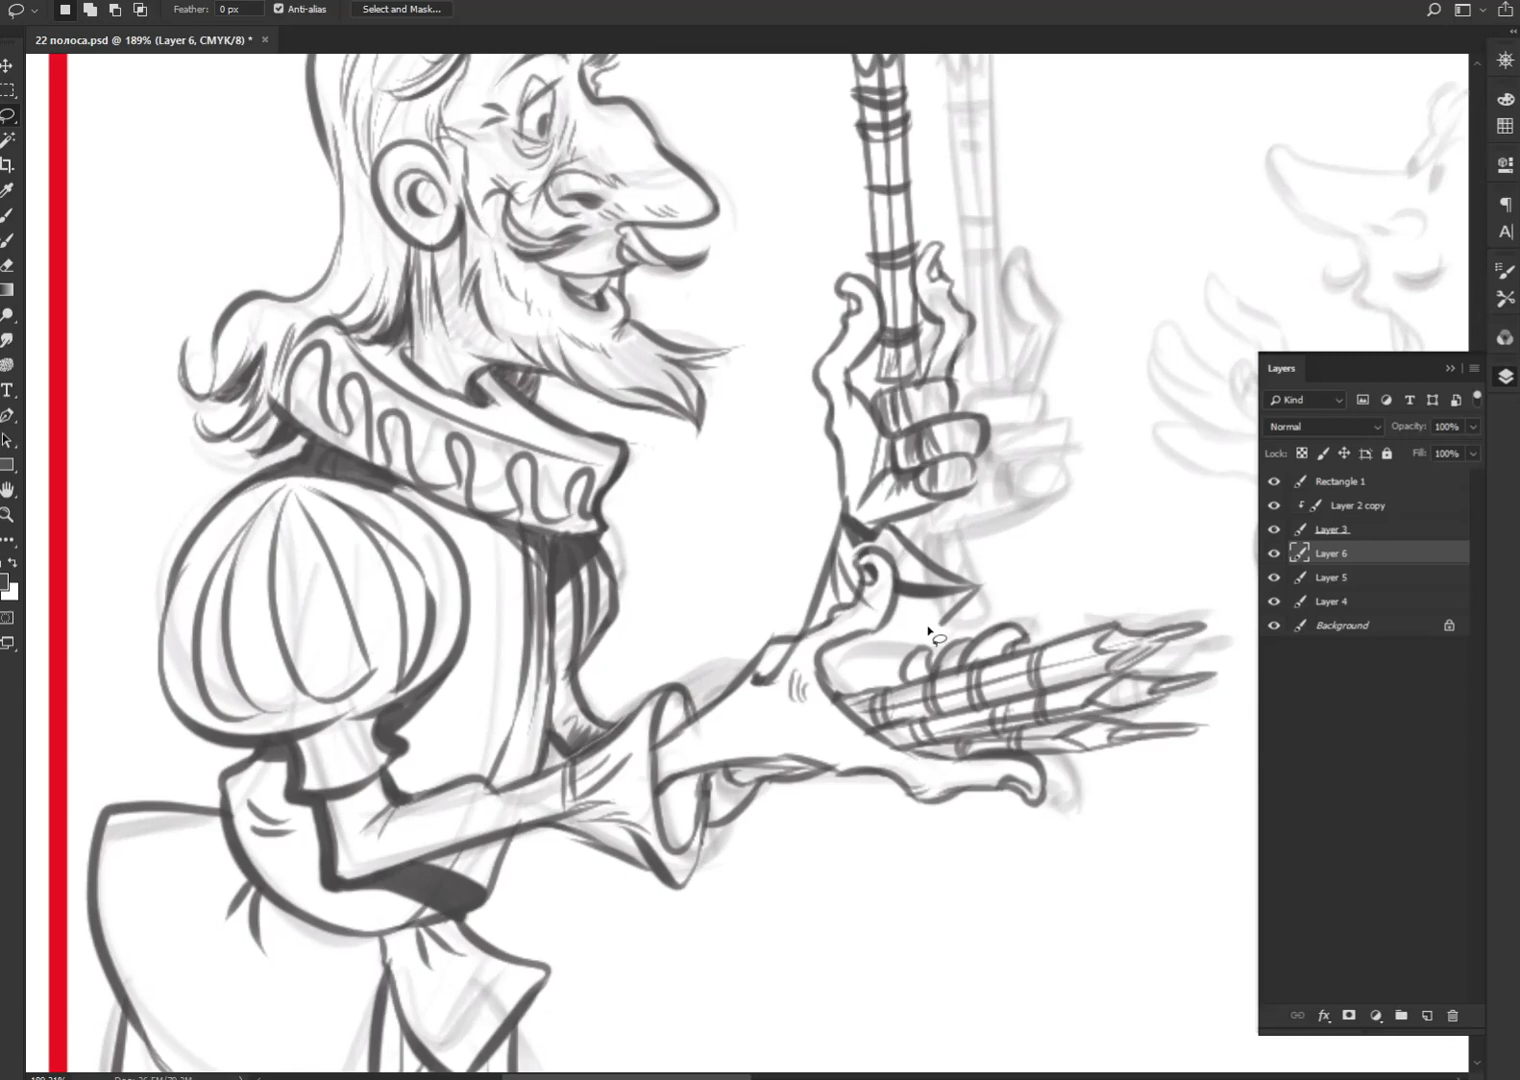 Feather: 0 px Anti-alias Select and Mask...
22 полоса.psd @ 189% (Layer 6, CMYK/8) * ×
Layers
Kind
Normal Opacity: 100%
Lock: Fill: 100%
Rectangle 1
Layer 2 copy
Layer 3
Layer 6
Layer 5
Layer 4
Background